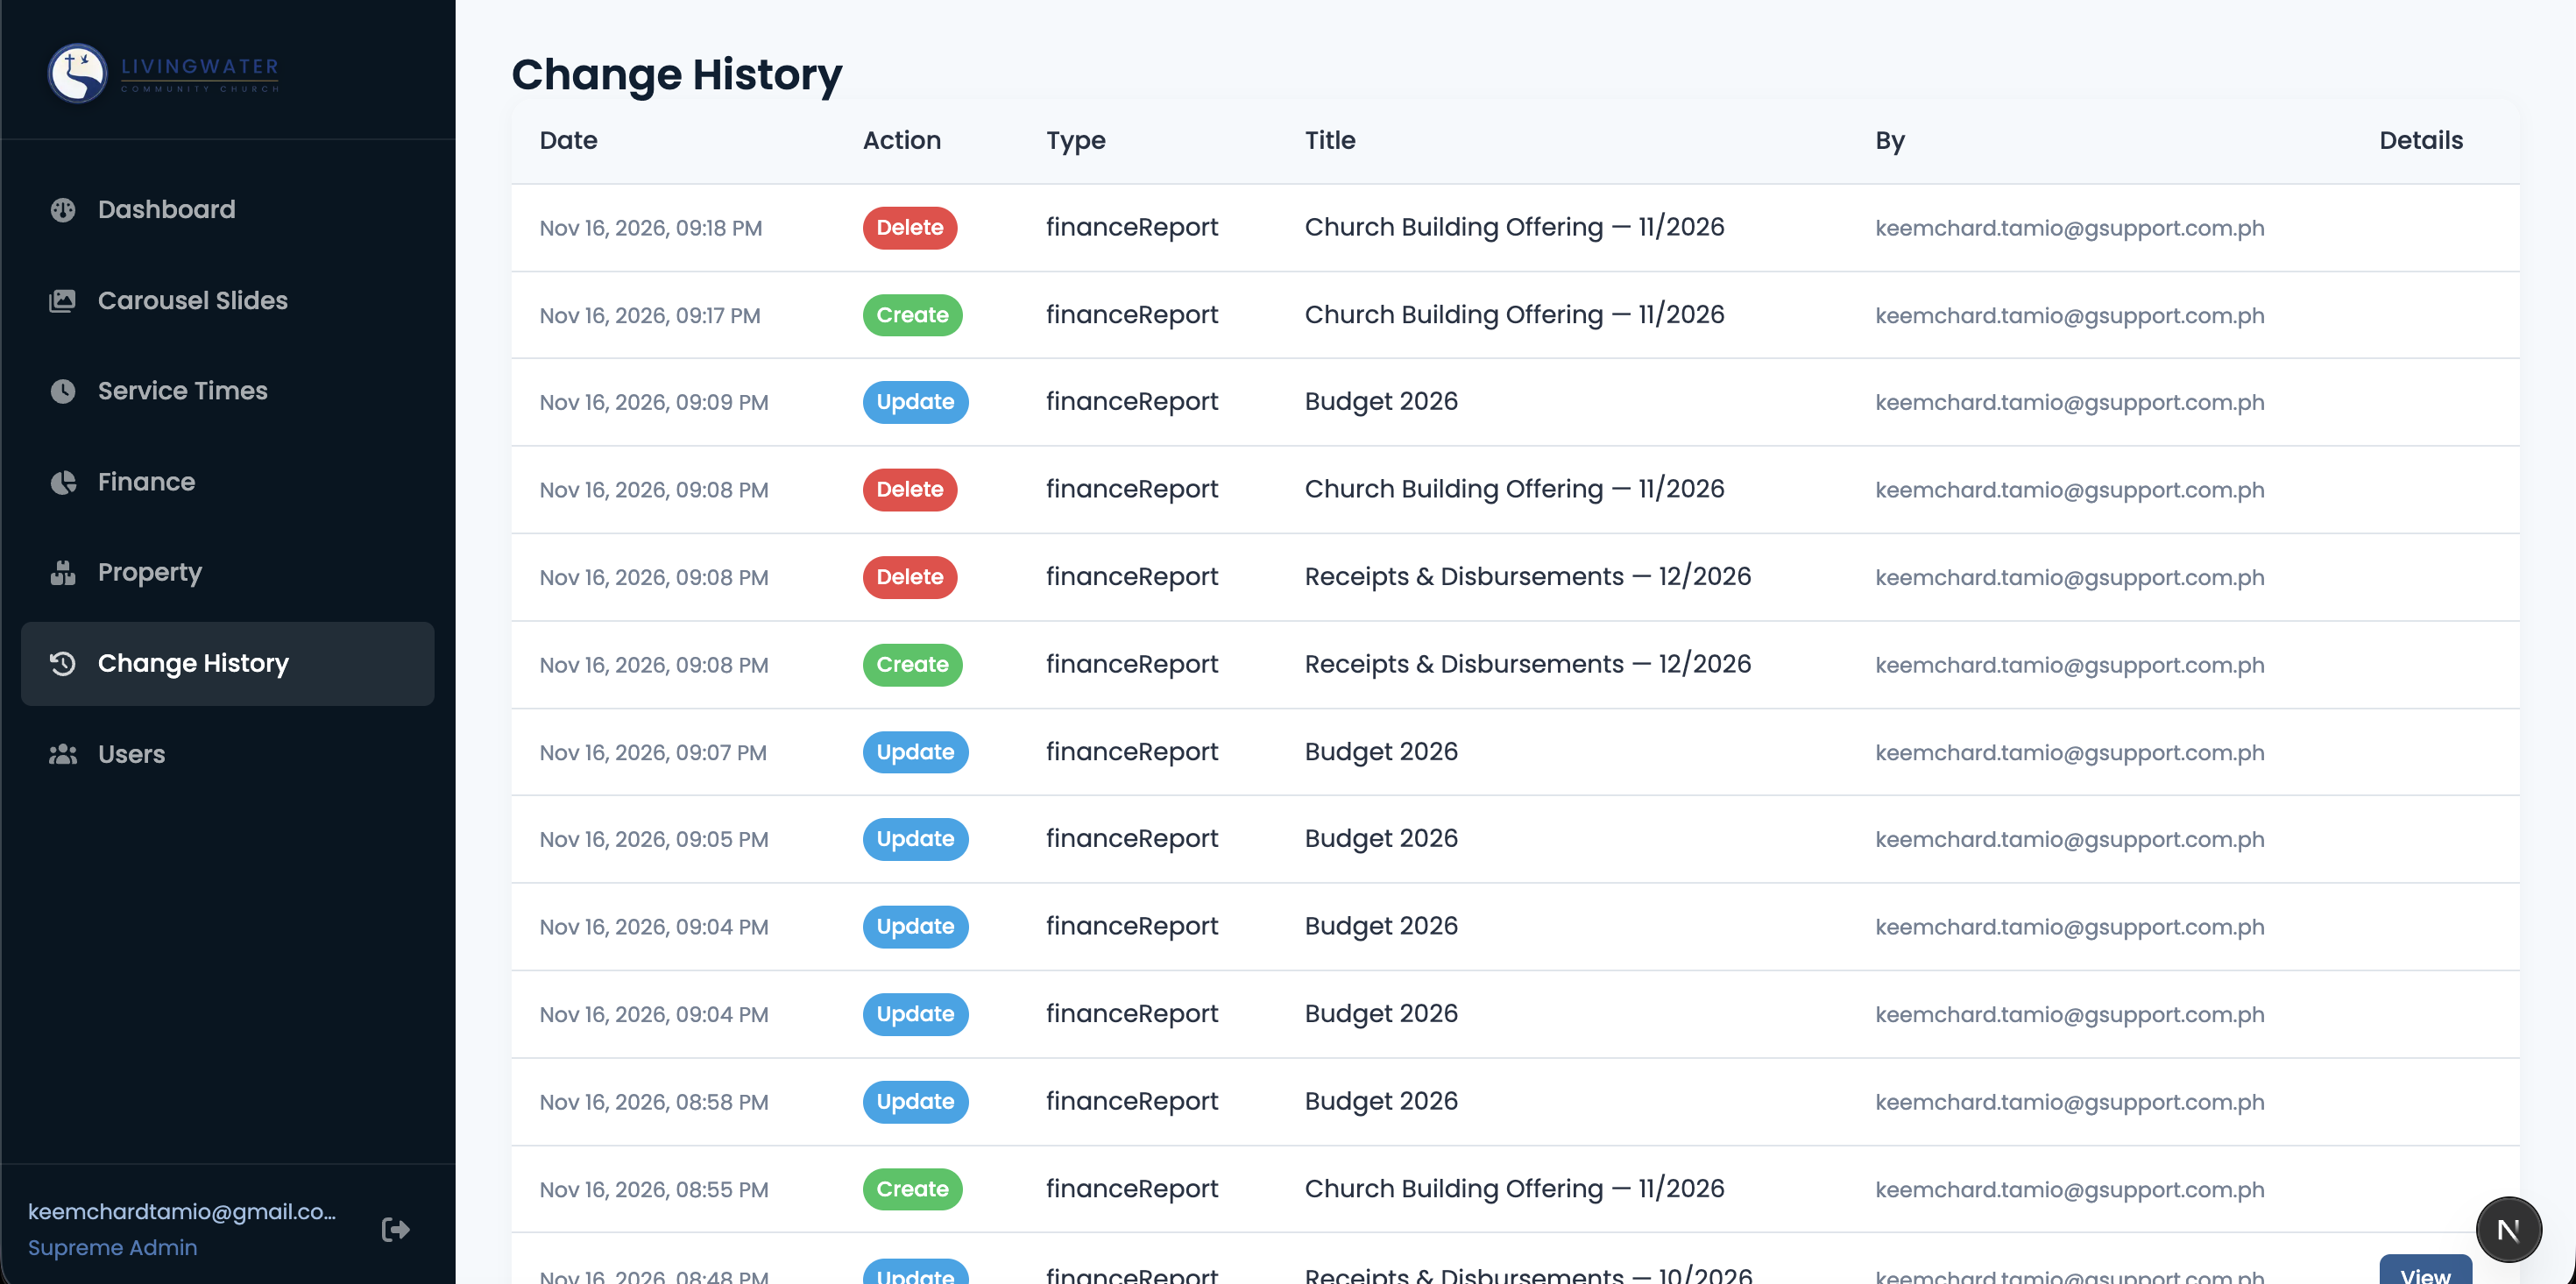 LIVINGWATER
COMMUNITY CHURCH
Dashboard
Carousel Slides
Service Times
Finance
Property
Change History
Users
keemchardtamio@gmail.co...
Supreme Admin
Change History
Date Action Type Title By Details
Nov 16, 2026, 09:18 PM Delete financeReport Church Building Offering — 11/2026 keemchard.tamio@gsupport.com.ph
Nov 16, 2026, 09:17 PM Create financeReport Church Building Offering — 11/2026 keemchard.tamio@gsupport.com.ph
Nov 16, 2026, 09:09 PM Update financeReport Budget 2026 keemchard.tamio@gsupport.com.ph
Nov 16, 2026, 09:08 PM Delete financeReport Church Building Offering — 11/2026 keemchard.tamio@gsupport.com.ph
Nov 16, 2026, 09:08 PM Delete financeReport Receipts & Disbursements — 12/2026 keemchard.tamio@gsupport.com.ph
Nov 16, 2026, 09:08 PM Create financeReport Receipts & Disbursements — 12/2026 keemchard.tamio@gsupport.com.ph
Nov 16, 2026, 09:07 PM Update financeReport Budget 2026 keemchard.tamio@gsupport.com.ph
Nov 16, 2026, 09:05 PM Update financeReport Budget 2026 keemchard.tamio@gsupport.com.ph
Nov 16, 2026, 09:04 PM Update financeReport Budget 2026 keemchard.tamio@gsupport.com.ph
Nov 16, 2026, 09:04 PM Update financeReport Budget 2026 keemchard.tamio@gsupport.com.ph
Nov 16, 2026, 08:58 PM Update financeReport Budget 2026 keemchard.tamio@gsupport.com.ph
Nov 16, 2026, 08:55 PM Create financeReport Church Building Offering — 11/2026 keemchard.tamio@gsupport.com.ph
Nov 16, 2026, 08:48 PM Update financeReport Receipts & Disbursements — 10/2026 keemchard.tamio@gsupport.com.ph View
N